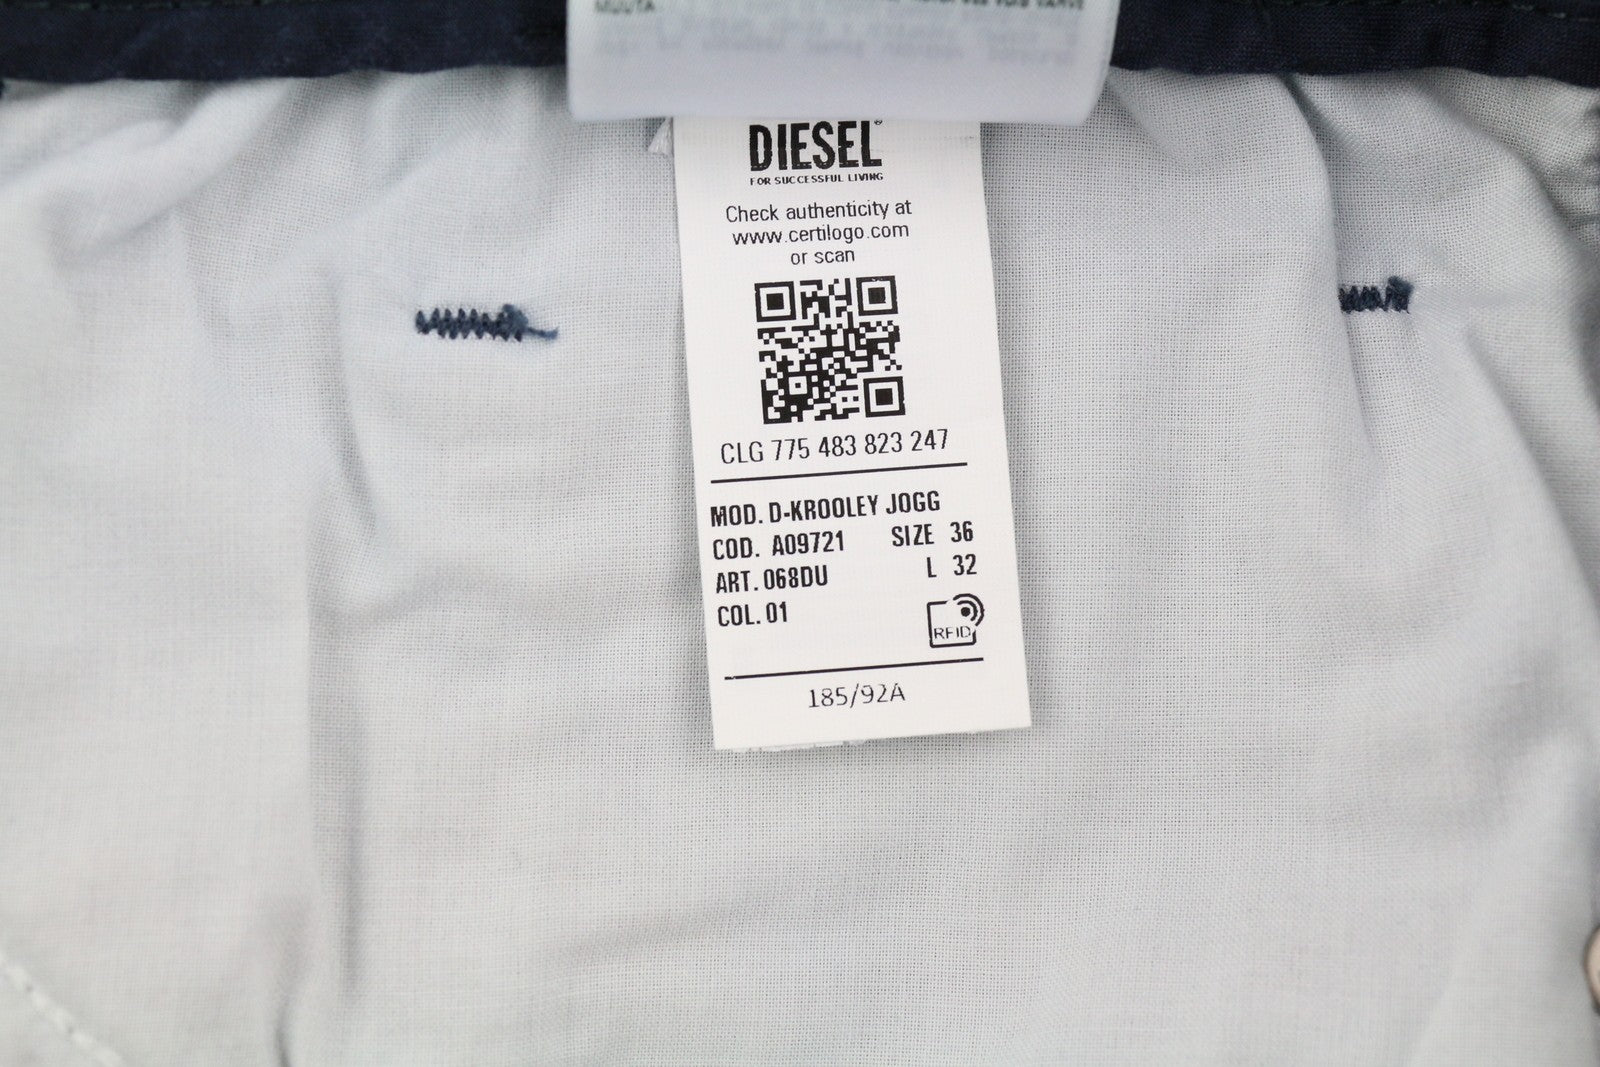 MUUTA
DIESEL®
FOR SUCCESSFUL LIVING
Check authenticity at
www.certilogo.com
or scan
CLG 775 483 823 247
MOD. D-KROOLEY JOGG
COD. A09721 SIZE 36
ART. 068DU L 32
COL. 01
RFID
185/92A